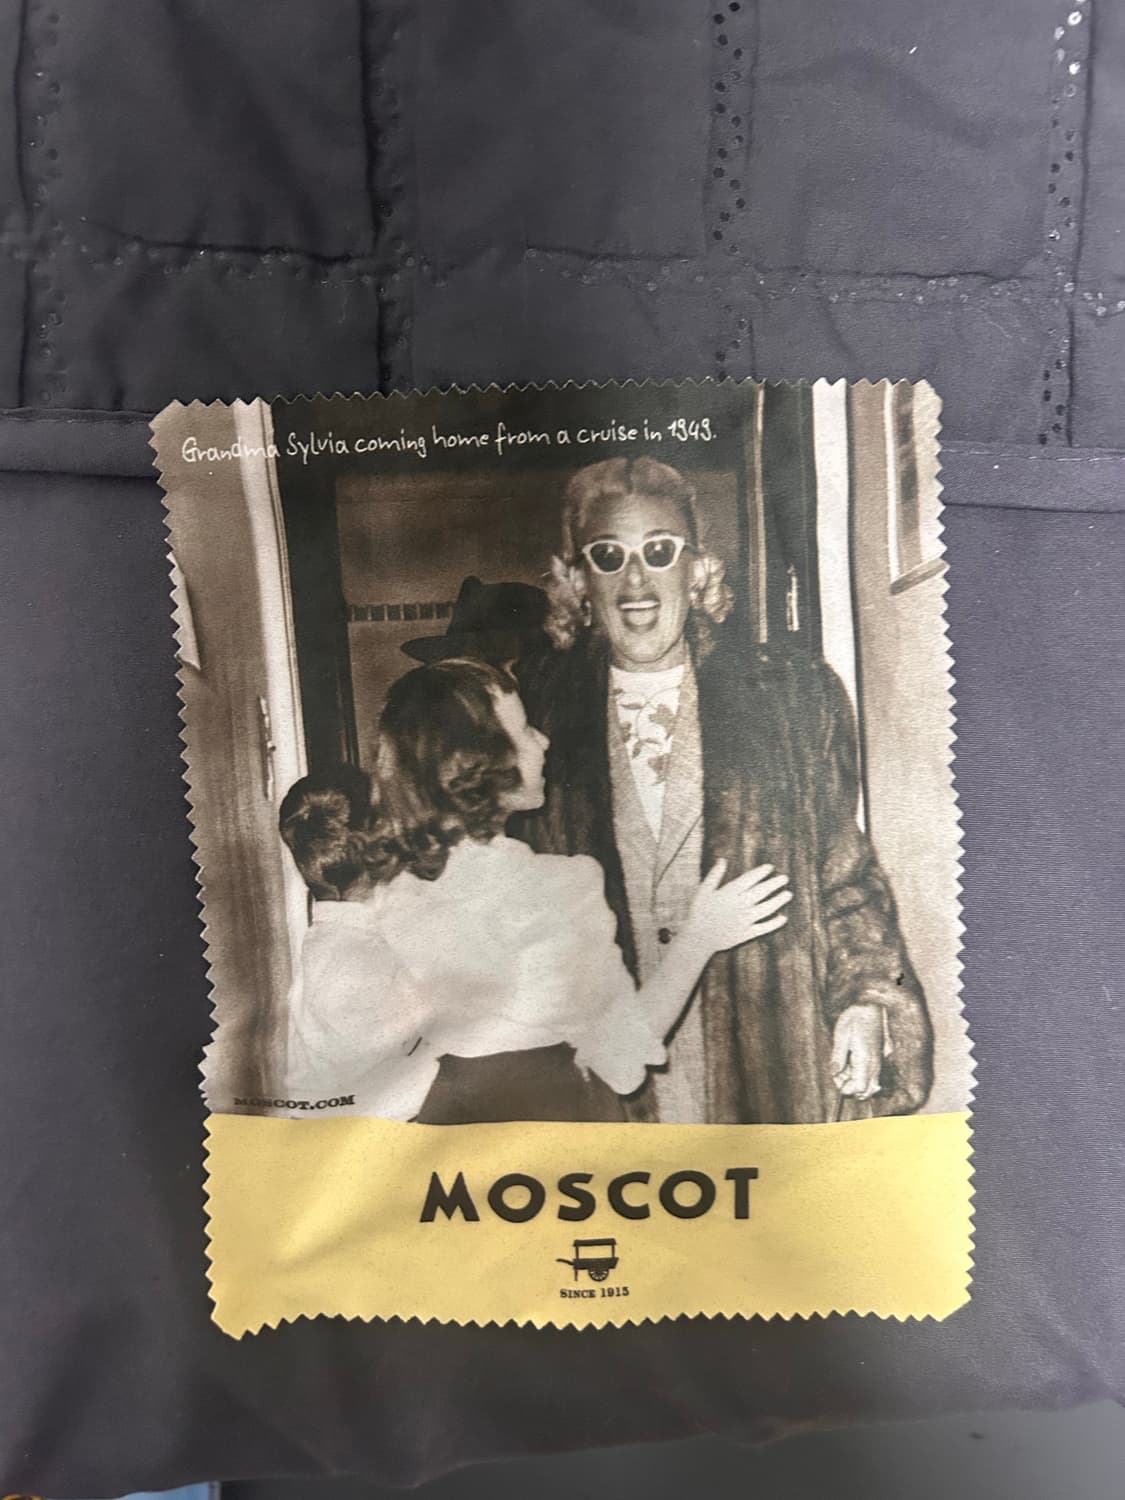 Grandma Sylvia coming home from a cruise in 1949.
MOSCOT.COM
MOSCOT
SINCE 1915